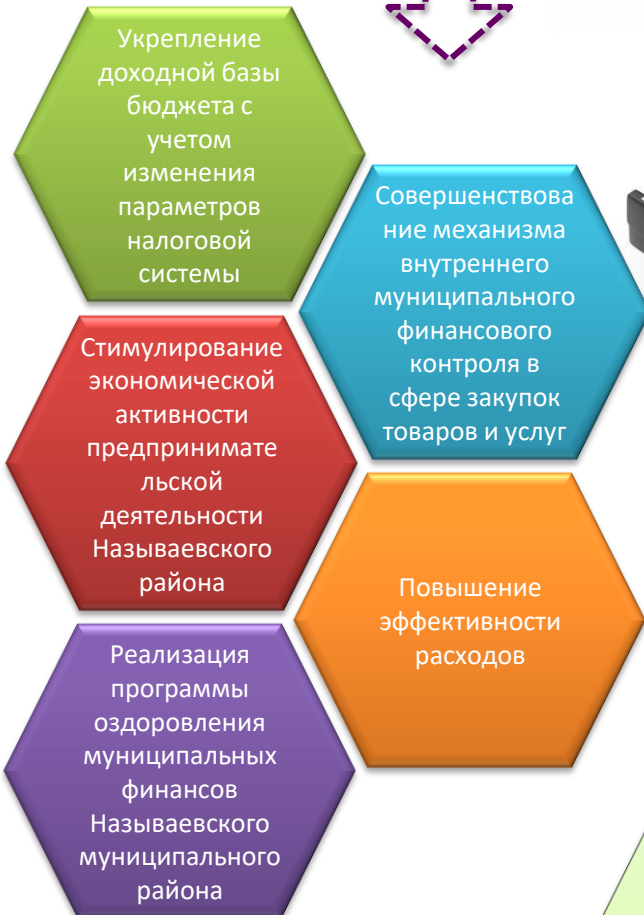 Укрепление
доходной базы
бюджета с
учетом
изменения
параметров
налоговой
системы
Совершенствова
ние механизма
внутреннего
муниципального
финансового
контроля в
сфере закупок
товаров и услуг
Стимулирование
экономической
активности
предпринимате
льской
деятельности
Называевского
района
Повышение
эффективности
расходов
Реализация
программы
оздоровления
муниципальных
финансов
Называевского
муниципального
района